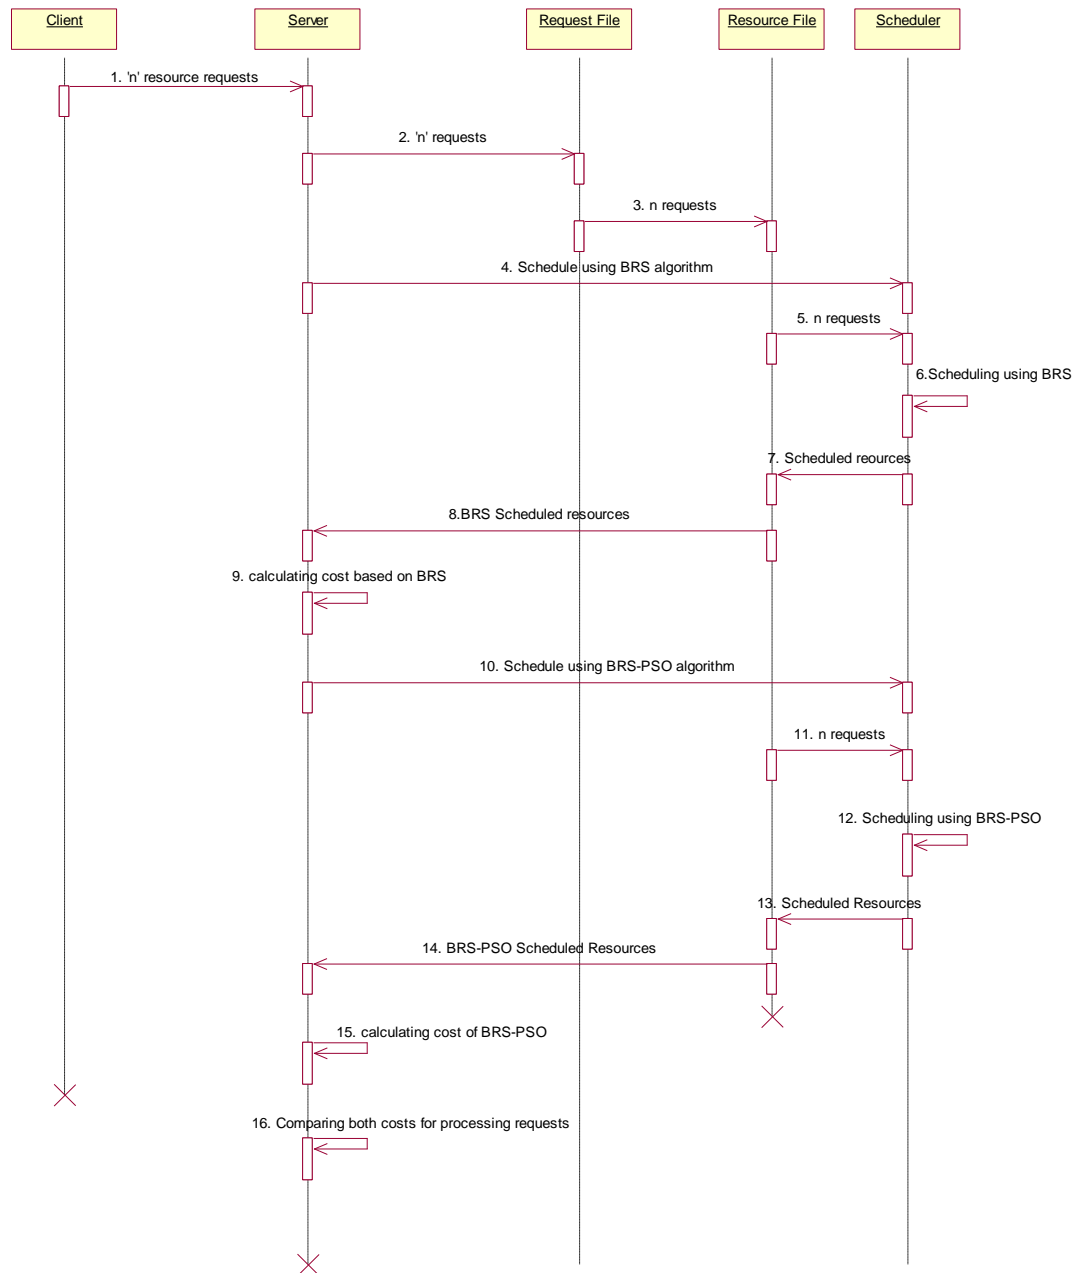 Client
Server
Request File
Resource File
Scheduler
1. 'n' resource requests
2. 'n' requests
3. n requests
4. Schedule using BRS algorithm
5. n requests
6.Scheduling using BRS
7. Scheduled reources
8.BRS Scheduled resources
9. calculating cost based on BRS
10. Schedule using BRS-PSO algorithm
11. n requests
12. Scheduling using BRS-PSO
13. Scheduled Resources
14. BRS-PSO Scheduled Resources
15. calculating cost of BRS-PSO
16. Comparing both costs for processing requests